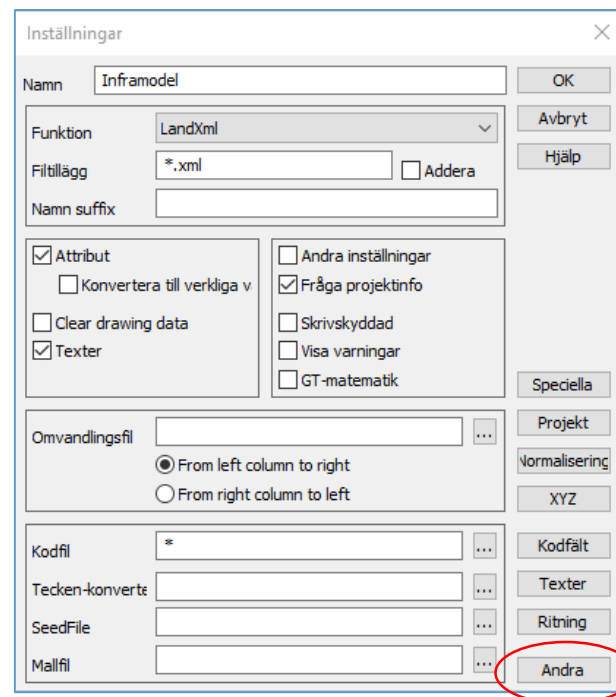 Inställningar
Namn Inframodel OK
Funktion LandXml Avbryt
Filtillägg *.xml Addera Hjälp
Namn suffix
Attribut Andra inställningar
Konvertera till verkliga v Fråga projektinfo
Clear drawing data Skrivskyddad
Texter Visa varningar
GT-matematik Speciella
Omvandlingsfil ... Projekt
From left column to right Normalisering
From right column to left XYZ
Kodfil * ... Kodfält
Tecken-konverte ... Texter
SeedFile ... Ritning
Mallfil ... Andra